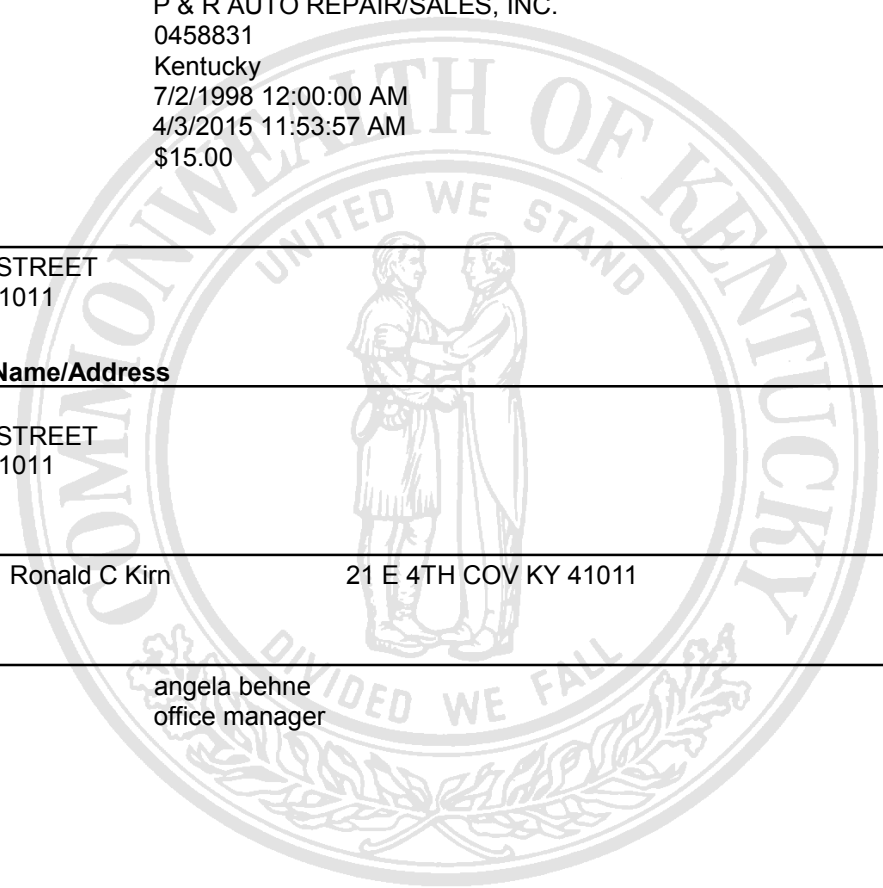 P & R AUTO REPAIR/SALES, INC.
0458831
Kentucky
7/2/1998 12:00:00 AM
4/3/2015 11:53:57 AM
$15.00
COMMONWEALTH OF KENTUCKY
UNITED WE STAND
STREET
1011
Name/Address
STREET
1011
Ronald C Kirn 21 E 4TH COV KY 41011
DIVIDED WE FALL
angela behne
office manager